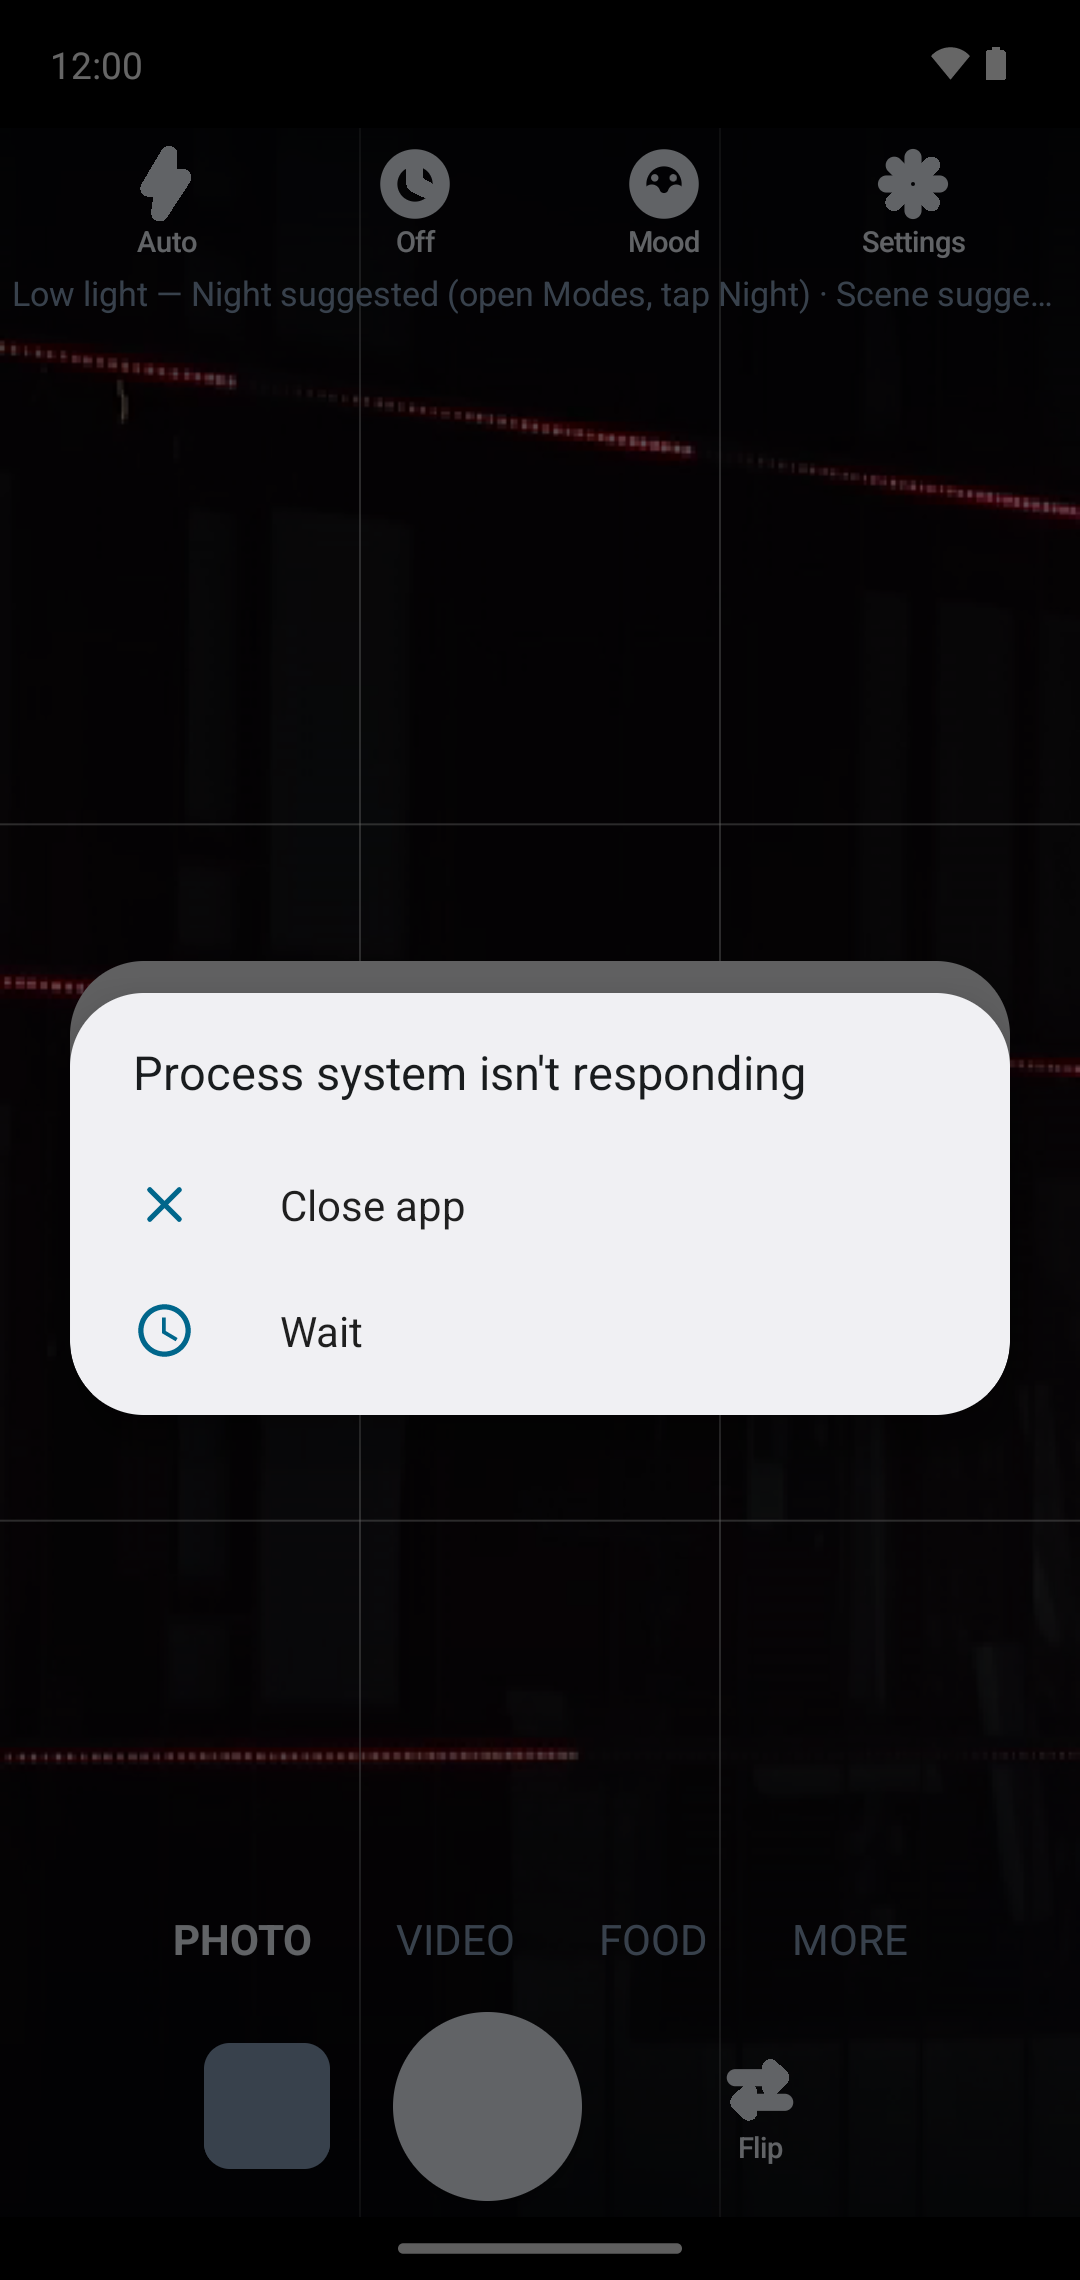 12:00
Auto
Off
Mood
Settings
Low light — Night suggested (open Modes, tap Night) · Scene sugge…
Process system isn't responding
Close app
Wait
PHOTO
VIDEO
FOOD
MORE
Flip